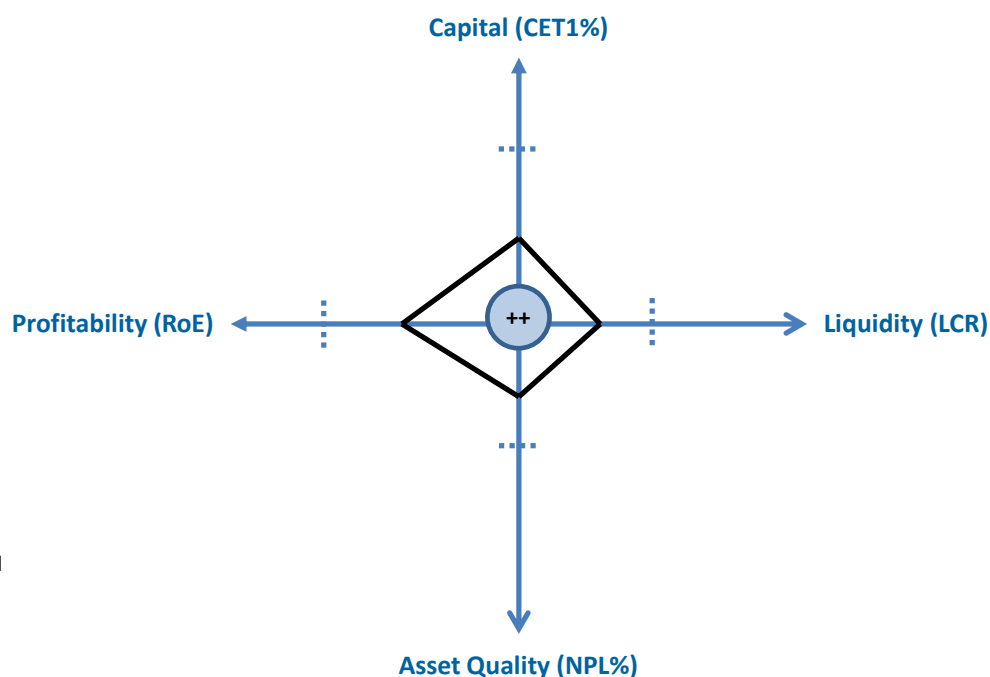 Capital (CET1%)
Profitability (RoE)
++
Liquidity (LCR)
Asset Quality (NPL%)